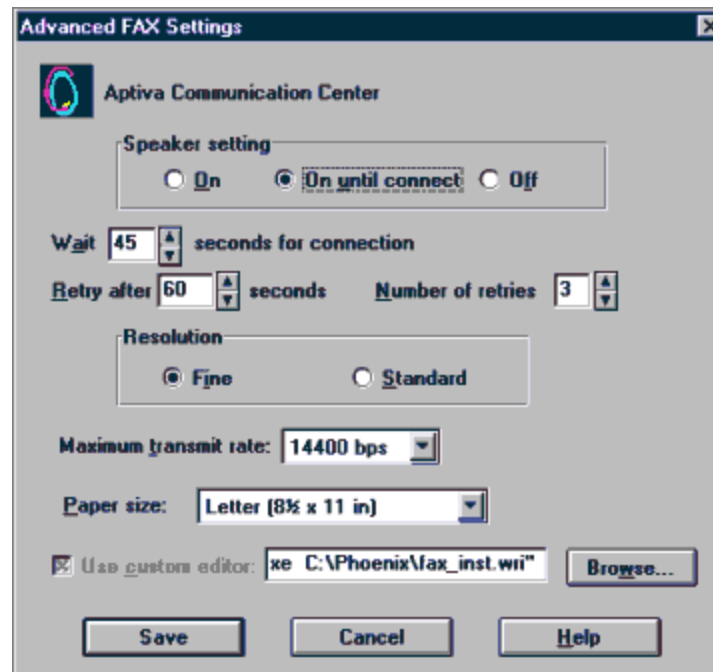 Advanced FAX Settings
Aptiva Communication Center
Speaker setting
On On until connect Off
Wait 45 seconds for connection
Retry after 60 seconds Number of retries 3
Resolution
Fine Standard
Maximum transmit rate: 14400 bps
Paper size: Letter (8½ x 11 in)
Use custom editor: xe C:\Phoenix\fax_inst.wri" Browse...
Save Cancel Help